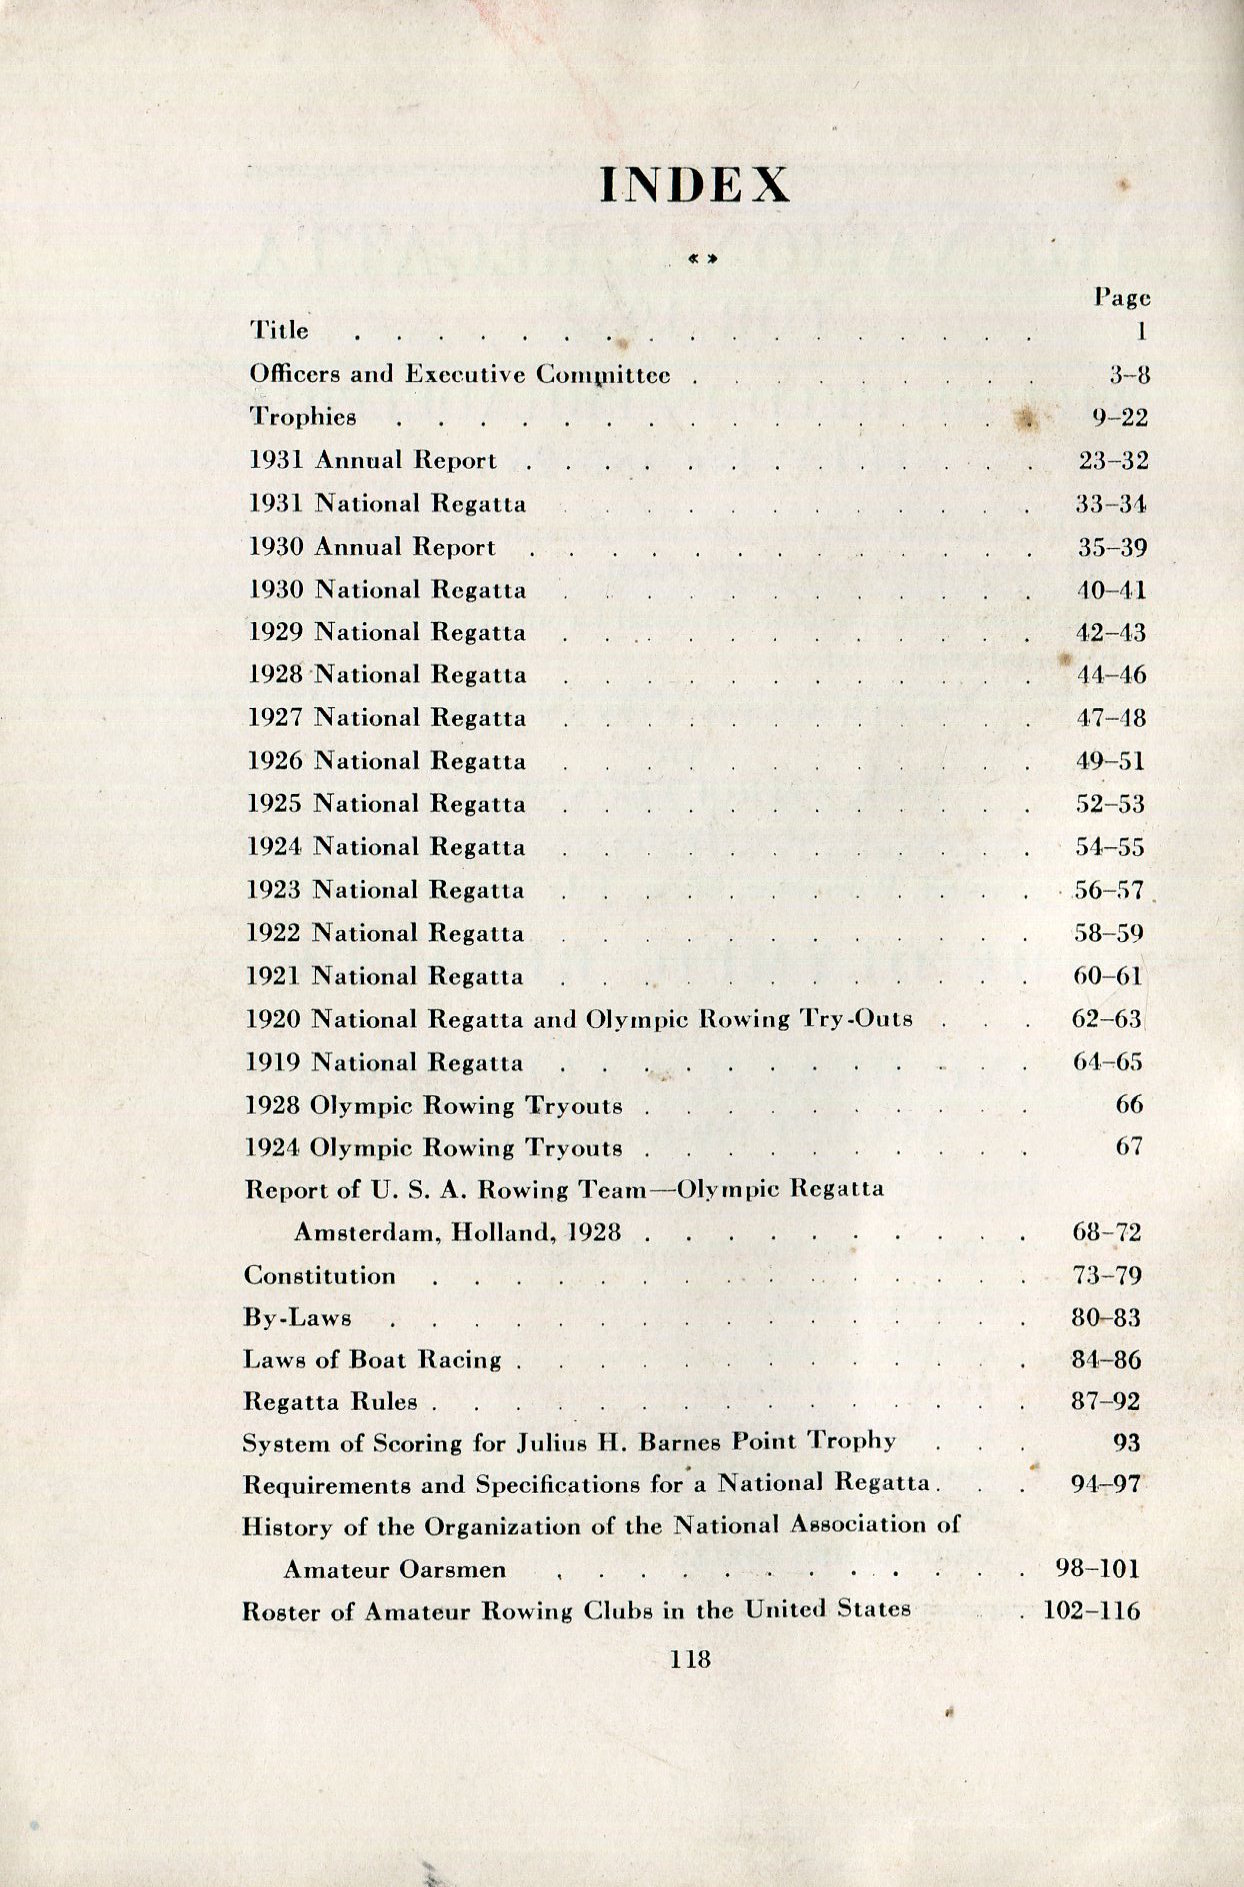 INDEX
« »
Page
Title . . . . . . . . . . . . . . . . . 1
Officers and Executive Committee . . . . . . . . . 3–8
Trophies . . . . . . . . . . . . . . . . 9–22
1931 Annual Report . . . . . . . . . . . . . 23–32
1931 National Regatta . . . . . . . . . . . . 33–34
1930 Annual Report . . . . . . . . . . . . . 35–39
1930 National Regatta . . . . . . . . . . . . 40–41
1929 National Regatta . . . . . . . . . . . . 42–43
1928 National Regatta . . . . . . . . . . . . 44–46
1927 National Regatta . . . . . . . . . . . . 47–48
1926 National Regatta . . . . . . . . . . . . 49–51
1925 National Regatta . . . . . . . . . . . . 52–53
1924 National Regatta . . . . . . . . . . . . 54–55
1923 National Regatta . . . . . . . . . . . . 56–57
1922 National Regatta . . . . . . . . . . . . 58–59
1921 National Regatta . . . . . . . . . . . . 60–61
1920 National Regatta and Olympic Rowing Try-Outs . . . 62–63
1919 National Regatta . . . . . . . . . . . . 64–65
1928 Olympic Rowing Tryouts . . . . . . . . . . 66
1924 Olympic Rowing Tryouts . . . . . . . . . . 67
Report of U. S. A. Rowing Team—Olympic Regatta
Amsterdam, Holland, 1928 . . . . . . . . . . 68–72
Constitution . . . . . . . . . . . . . . . 73–79
By-Laws . . . . . . . . . . . . . . . . 80–83
Laws of Boat Racing . . . . . . . . . . . . . 84–86
Regatta Rules . . . . . . . . . . . . . . . 87–92
System of Scoring for Julius H. Barnes Point Trophy . . . 93
Requirements and Specifications for a National Regatta . . . 94–97
History of the Organization of the National Association of
Amateur Oarsmen . . . . . . . . . . . . 98–101
Roster of Amateur Rowing Clubs in the United States . 102–116
118